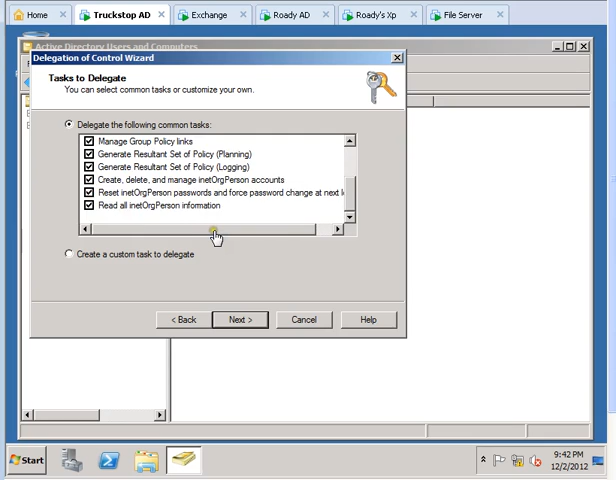 Home
Truckstop AD
Exchange
Roady AD
Roady's Xp
File Server
Active Directory Users and Computers
Delegation of Control Wizard
Tasks to Delegate
You can select common tasks or customize your own.
Delegate the following common tasks:
Manage Group Policy links
Generate Resultant Set of Policy (Planning)
Generate Resultant Set of Policy (Logging)
Create, delete, and manage inetOrgPerson accounts
Reset inetOrgPerson passwords and force password change at next
Read all inetOrgPerson information
Create a custom task to delegate
< Back
Next >
Cancel
Help
Start
9:42 PM
12/2/2012